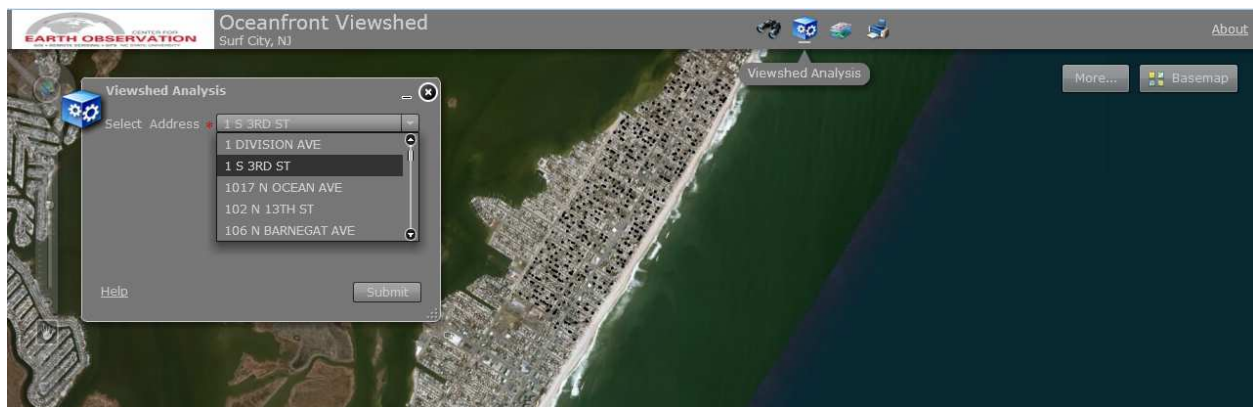 CENTER FOR
EARTH OBSERVATION
Oceanfront Viewshed
Surf City, NJ
About
Viewshed Analysis
More...
Basemap
Viewshed Analysis
Select Address * 1 S 3RD ST
1 DIVISION AVE
1 S 3RD ST
1017 N OCEAN AVE
102 N 13TH ST
106 N BARNEGAT AVE
Help
Submit